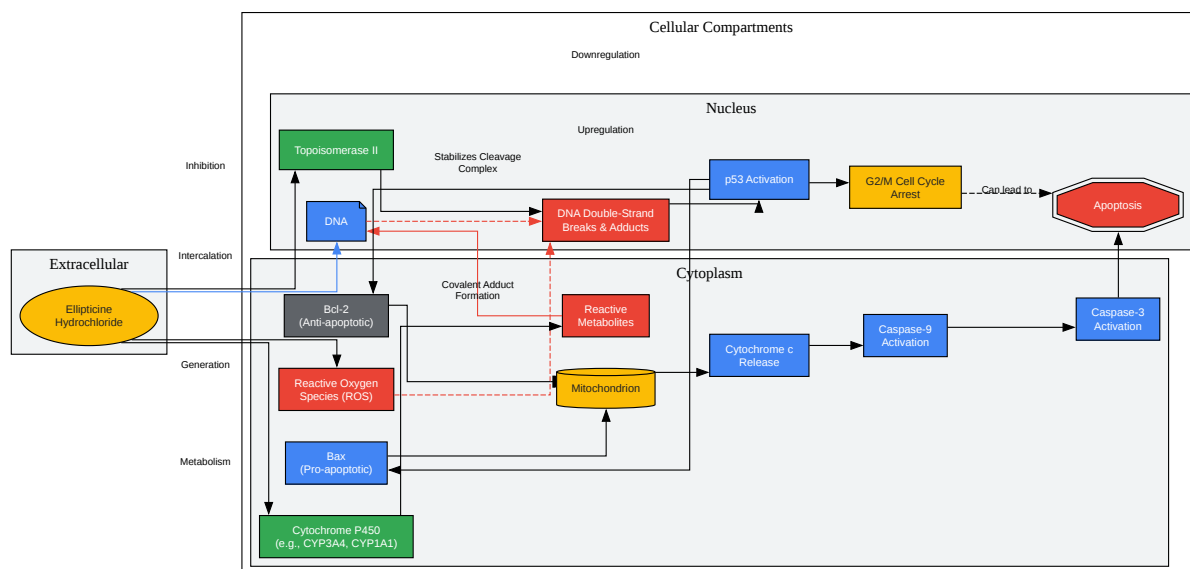 Cellular Compartments
Downregulation
Nucleus
Upregulation
Topoisomerase II
Stabilizes Cleavage
Complex
Inhibition
p53 Activation
G2/M Cell Cycle
Arrest
Can lead to
Apoptosis
DNA
DNA Double-Strand
Breaks & Adducts
Intercalation
Extracellular
Ellipticine
Hydrochloride
Cytoplasm
Covalent Adduct
Formation
Bcl-2
(Anti-apoptotic)
Reactive
Metabolites
Caspase-3
Activation
Caspase-9
Activation
Cytochrome c
Release
Generation
Reactive Oxygen
Species (ROS)
Mitochondrion
Bax
(Pro-apoptotic)
Metabolism
Cytochrome P450
(e.g., CYP3A4, CYP1A1)